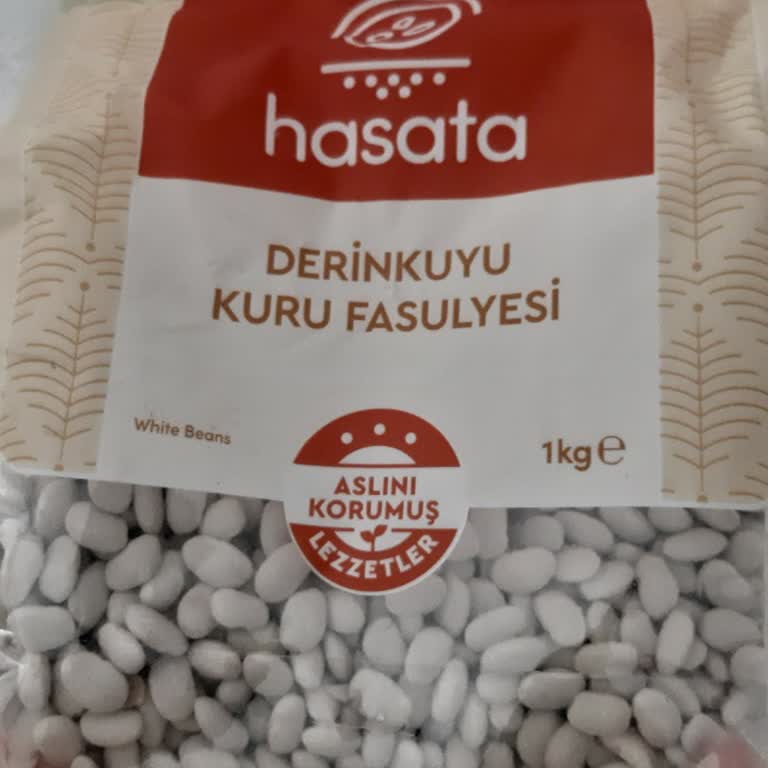 hasata
DERİNKUYU
KURU FASULYESİ
White Beans
1kg℮
ASLINI
KORUMUŞ
LEZZETLER